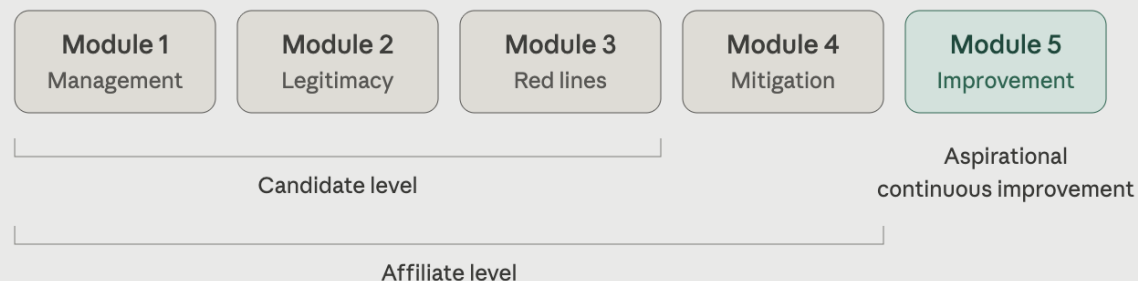 Module 1
Management
Module 2
Legitimacy
Module 3
Red lines
Module 4
Mitigation
Module 5
Improvement
Candidate level
Aspirational
continuous improvement
Affiliate level